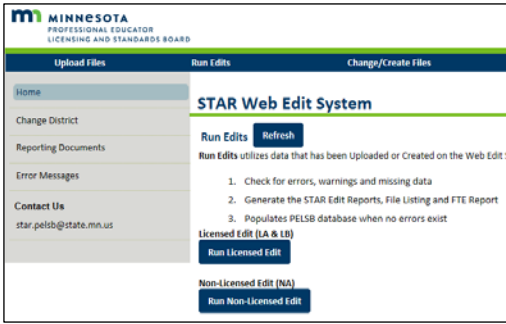 MINNESOTA
PROFESSIONAL EDUCATOR
LICENSING AND STANDARDS BOARD
Upload Files Run Edits Change/Create Files
Home
Change District
Reporting Documents
Error Messages
Contact Us
star.pelsb@state.mn.us
STAR Web Edit System
Run Edits Refresh
Run Edits utilizes data that has been Uploaded or Created on the Web Edit
1. Check for errors, warnings and missing data
2. Generate the STAR Edit Reports, File Listing and FTE Report
3. Populates PELSB database when no errors exist
Licensed Edit (LA & LB)
Run Licensed Edit
Non-Licensed Edit (NA)
Run Non-Licensed Edit